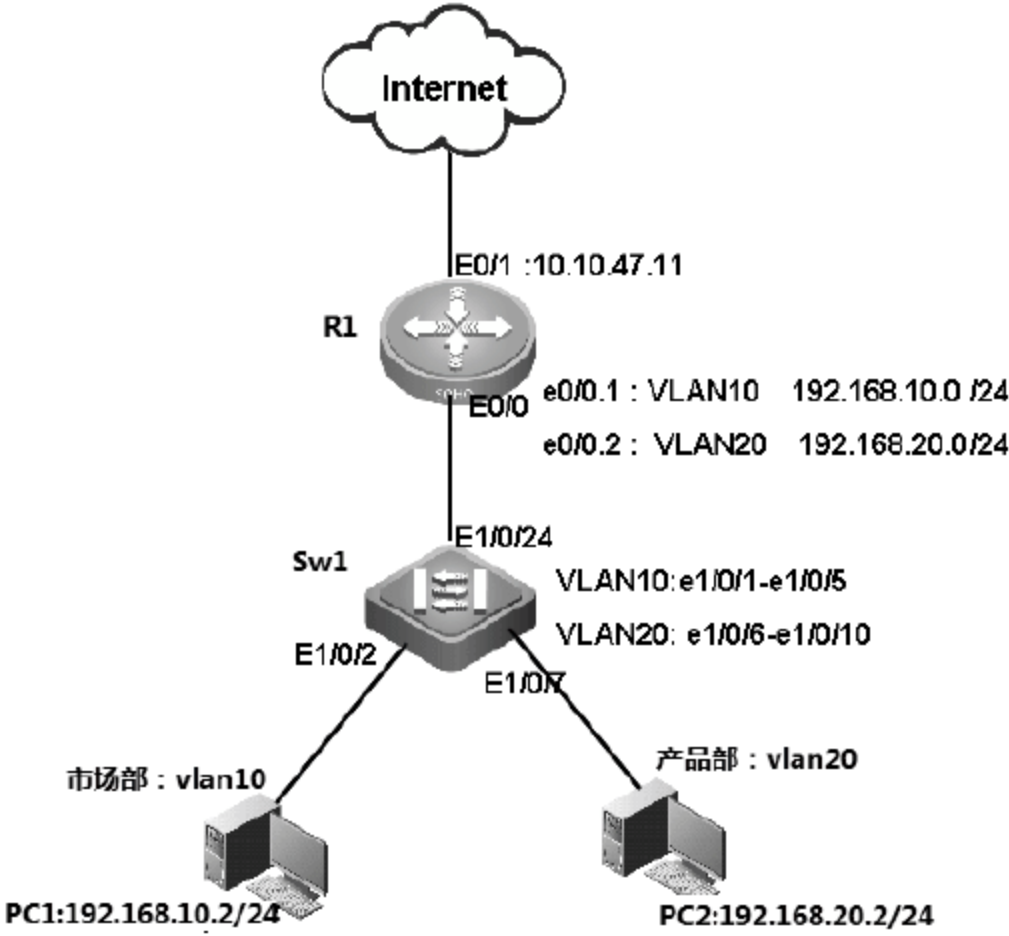 Internet
E0/1 :10.10.47.11
R1
SOHO
E0/0
e0/0.1 : VLAN10 192.168.10.0 /24
e0/0.2 : VLAN20 192.168.20.0/24
E1/0/24
Sw1
VLAN10:e1/0/1-e1/0/5
VLAN20: e1/0/6-e1/0/10
E1/0/2
E1/0/7
市场部：vlan10
产品部：vlan20
PC1:192.168.10.2/24
PC2:192.168.20.2/24